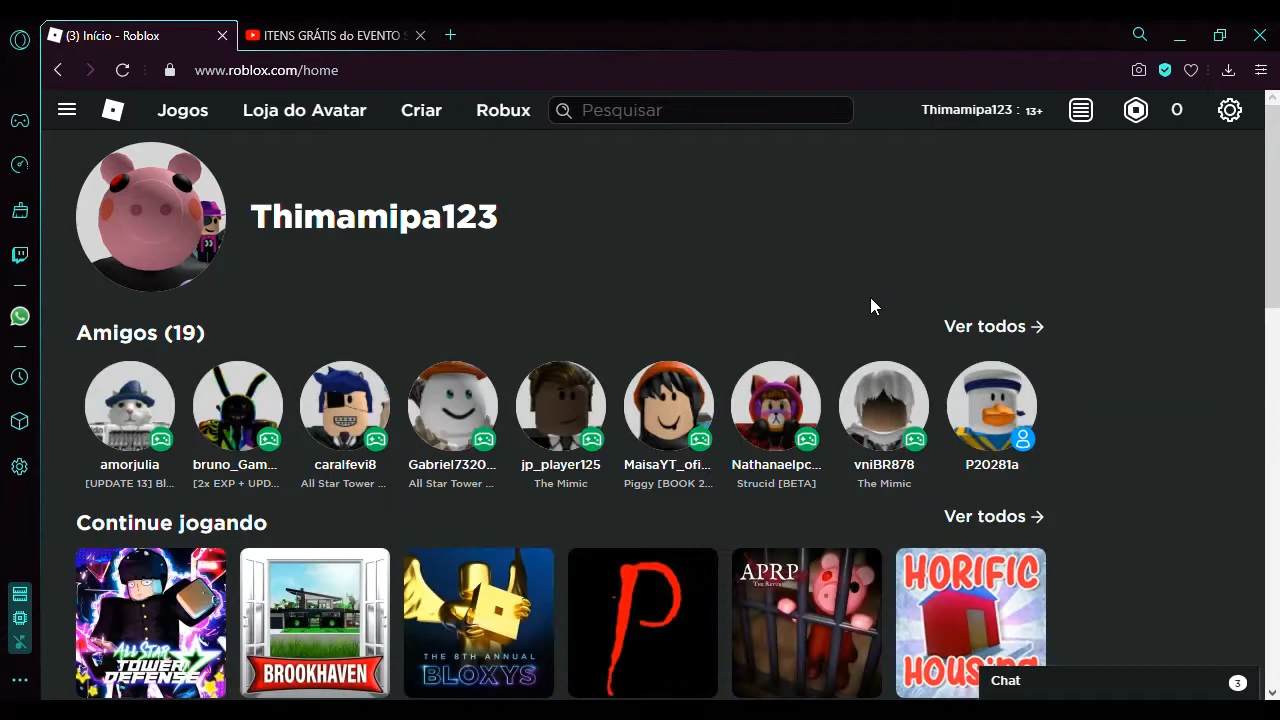 (3) Início - Roblox
ITENS GRÁTIS do EVENTO
www.roblox.com/home
Jogos
Loja do Avatar
Criar
Robux
Pesquisar
Thimamipa123 : 13+
0
Thimamipa123
Amigos (19)
Ver todos
amorjulia
bruno_Gam...
caralfevi8
Gabriel7320...
jp_player125
MaisaYT_ofi...
Nathanaelpc...
vniBR878
P20281a
[UPDATE 13] Bl...
[2x EXP + UPD...
All Star Tower ...
All Star Tower ...
The Mimic
Piggy [BOOK 2...
Strucid [BETA]
The Mimic
Continue jogando
Ver todos
ALL STAR
TOWER
DEFENSE
BROOKHAVEN
THE 8TH ANNUAL
BLOXYS
P
APRP
HORIFIC
HOUSING
Chat
3